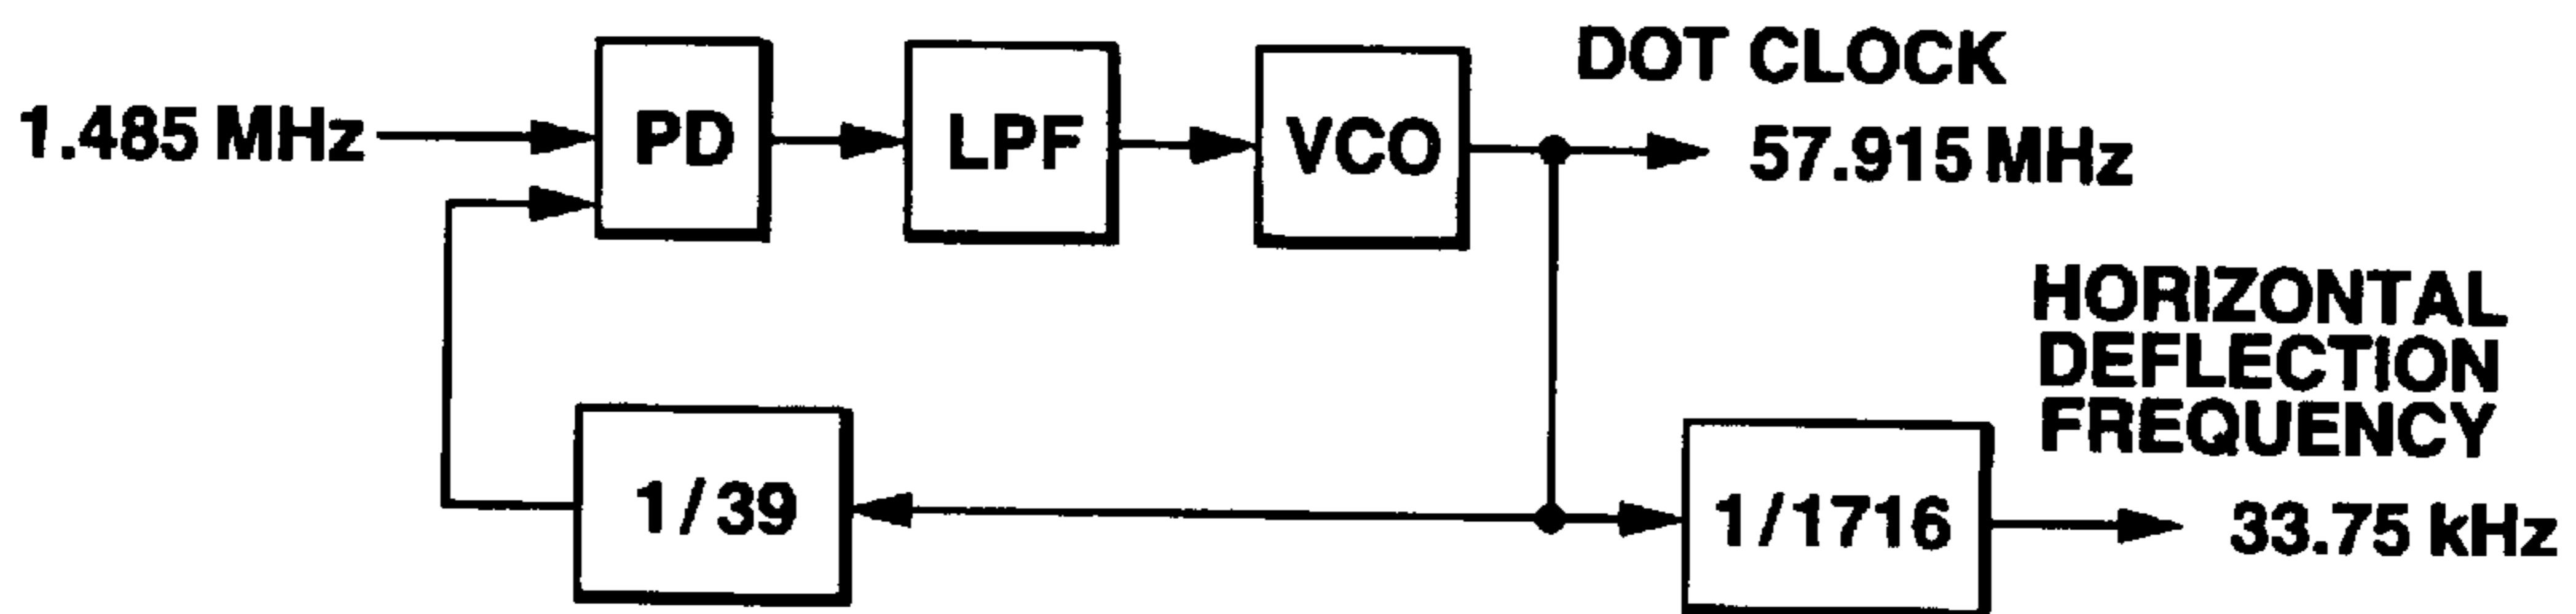 DOT CLOCK
1.485 MHz
PD
LPF
VCO
57.915 MHz
HORIZONTAL
DEFLECTION
FREQUENCY
1/39
1/1716
33.75 kHz